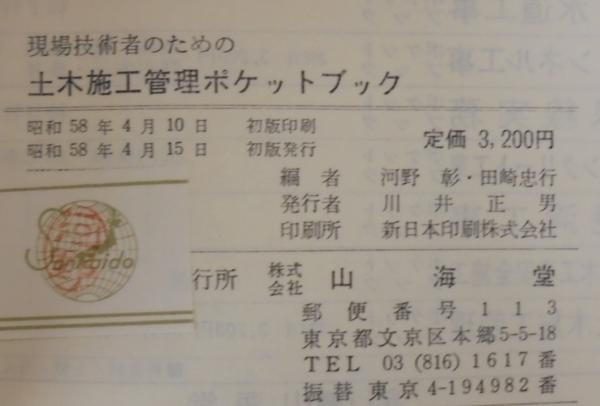 現場技術者のための
土木施工管理ポケットブック
昭和 58 年 4 月 10 日　初版印刷
昭和 58 年 4 月 15 日　初版発行
定価 3,200円
編　者　河野　彰・田崎忠行
発行者　川　井　正　男
印刷所　新日本印刷株式会社
Sankaido
行所　株式会社　山　海　堂
郵便番号 113
東京都文京区本郷5-5-18
TEL 03 (816) 1617 番
振替 東京 4-194982 番